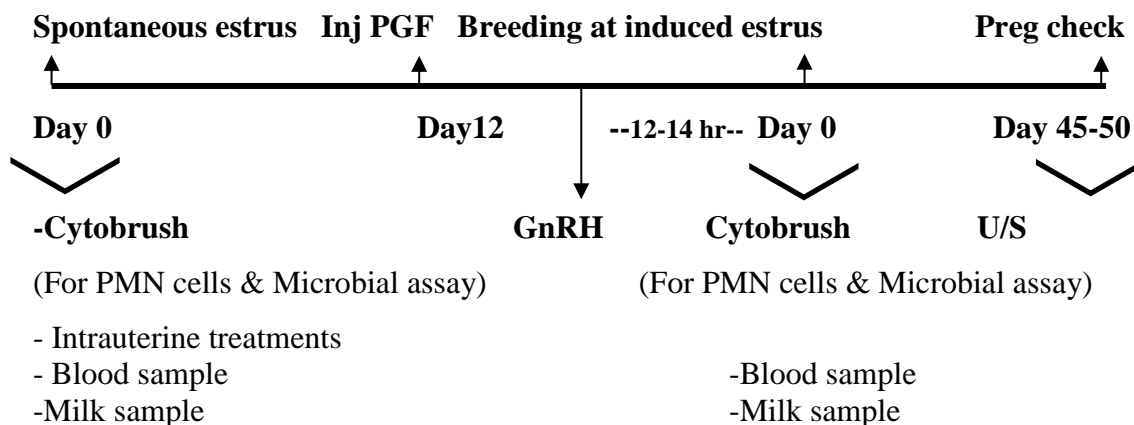 Spontaneous estrus Inj PGF Breeding at induced estrus Preg check
Day 0 Day12 --12-14 hr-- Day 0 Day 45-50
-Cytobrush GnRH Cytobrush U/S
(For PMN cells & Microbial assay) (For PMN cells & Microbial assay)
- Intrauterine treatments
- Blood sample -Blood sample
-Milk sample -Milk sample